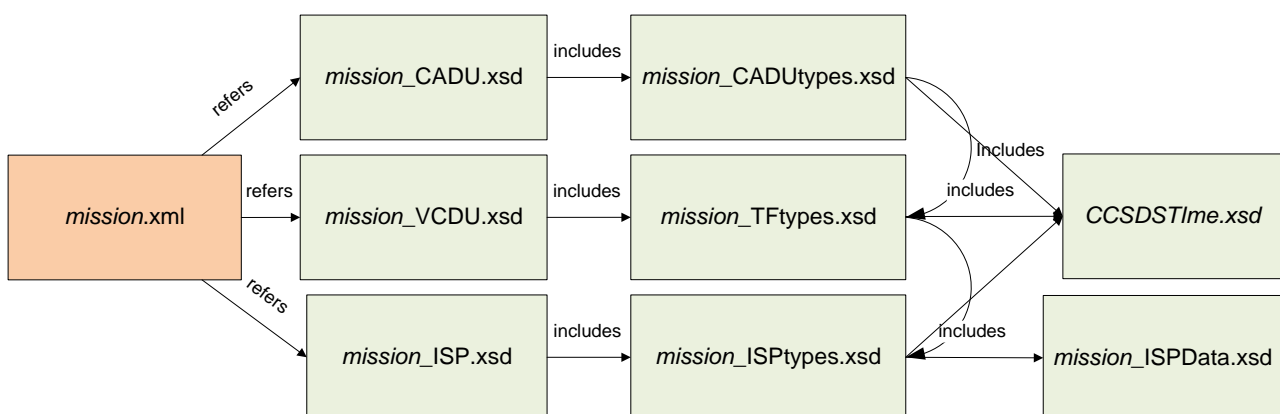 mission_CADU.xsd
includes
mission_CADUtypes.xsd
refers
Includes
mission.xml
refers
mission_VCDU.xsd
includes
mission_TFtypes.xsd
includes
CCSDSTIme.xsd
refers
mission_ISP.xsd
includes
mission_ISPtypes.xsd
includes
mission_ISPData.xsd